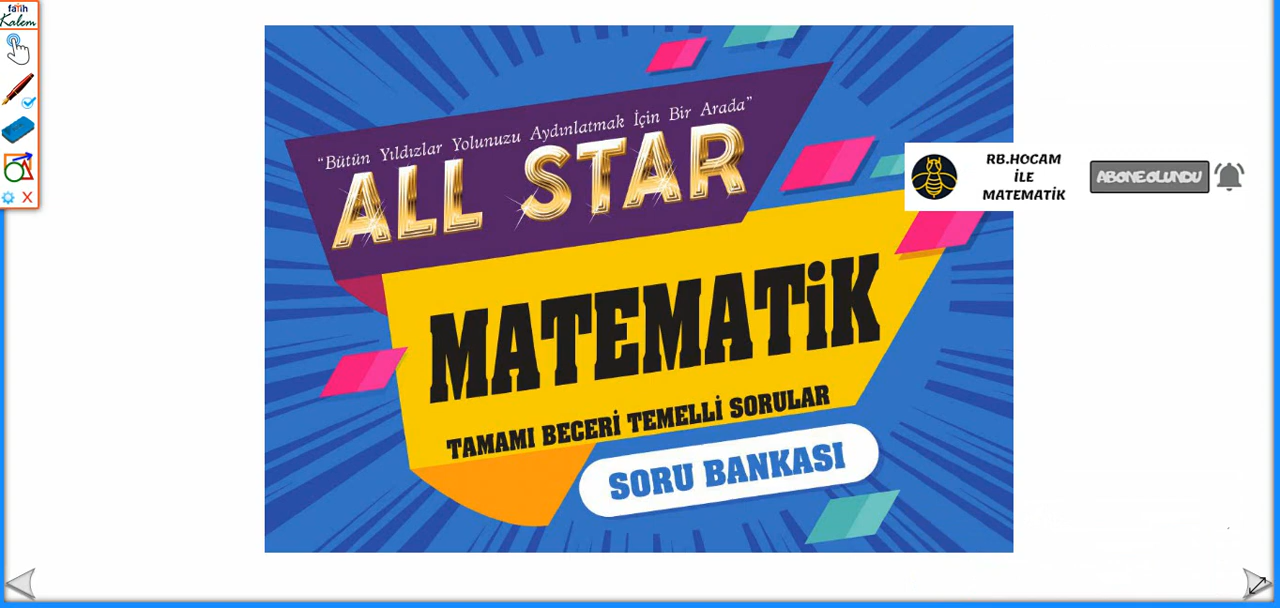 fatih
Kalem
"Bütün Yıldızlar Yolunuzu Aydınlatmak İçin Bir Arada"
ALL STAR
RB.HOCAM
İLE
MATEMATİK
ABONE OLUNDU
MATEMATiK
TAMAMI BECERİ TEMELLİ SORULAR
SORU BANKASI